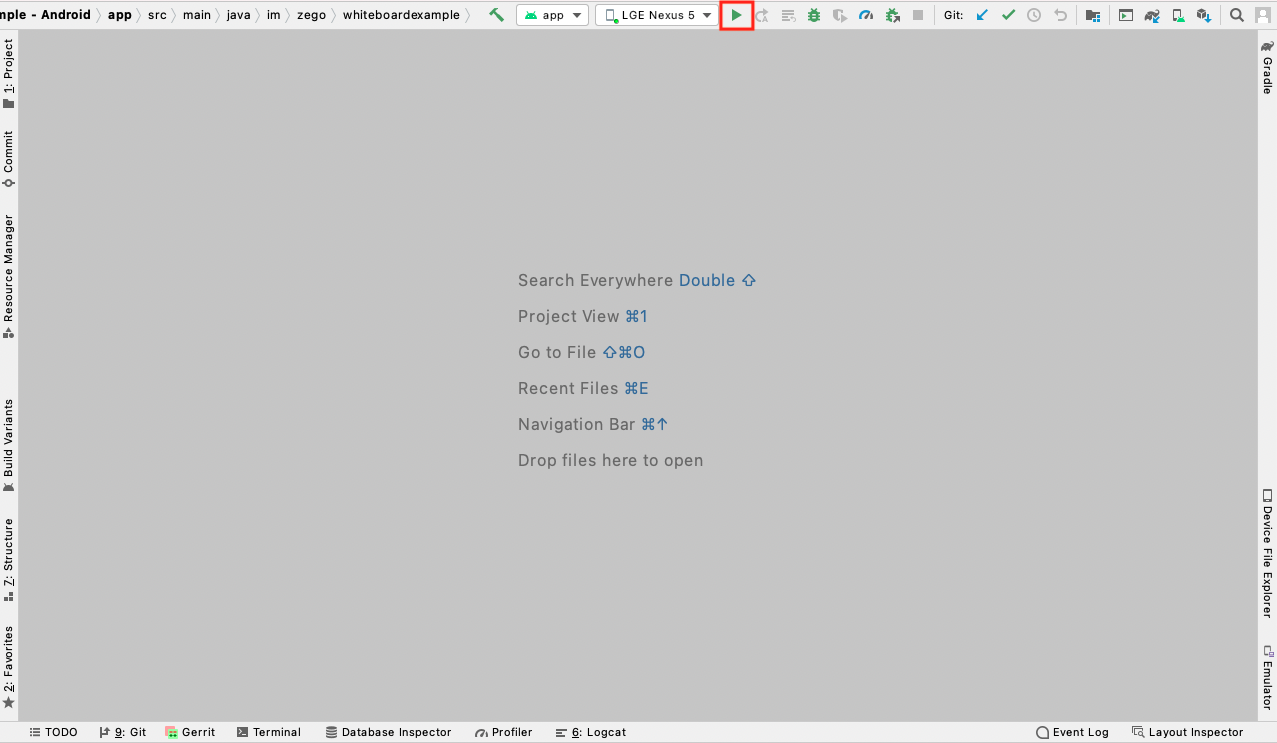 mple - Android 〉 app 〉 src 〉 main 〉 java 〉 im 〉 zego 〉 whiteboardexample 〉 app LGE Nexus 5 Git:
1: Project
Commit
Resource Manager
Build Variants
7: Structure
2: Favorites
Search Everywhere Double ⇧
Project View ⌘1
Go to File ⇧⌘O
Recent Files ⌘E
Navigation Bar ⌘↑
Drop files here to open
Gradle
Device File Explorer
Emulator
TODO 9: Git Gerrit Terminal Database Inspector Profiler 6: Logcat Event Log Layout Inspector